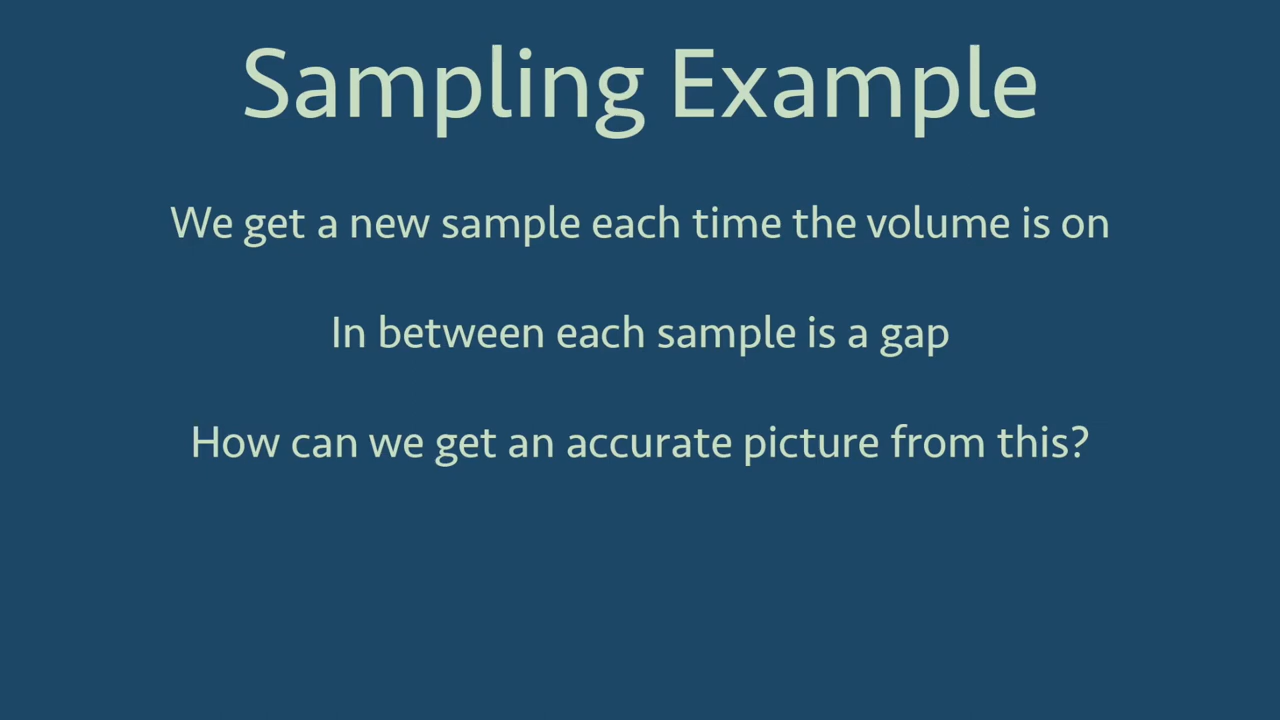 Sampling Example
We get a new sample each time the volume is on
In between each sample is a gap
How can we get an accurate picture from this?